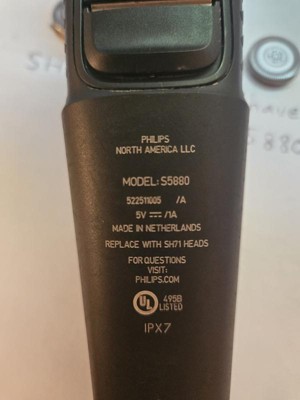 PHILIPS
NORTH AMERICA LLC
MODEL: S5880
522511005 /A
5V ⎓ /1A
MADE IN NETHERLANDS
REPLACE WITH SH71 HEADS
FOR QUESTIONS
VISIT:
PHILIPS.COM
UL 495B
LISTED
IPX7